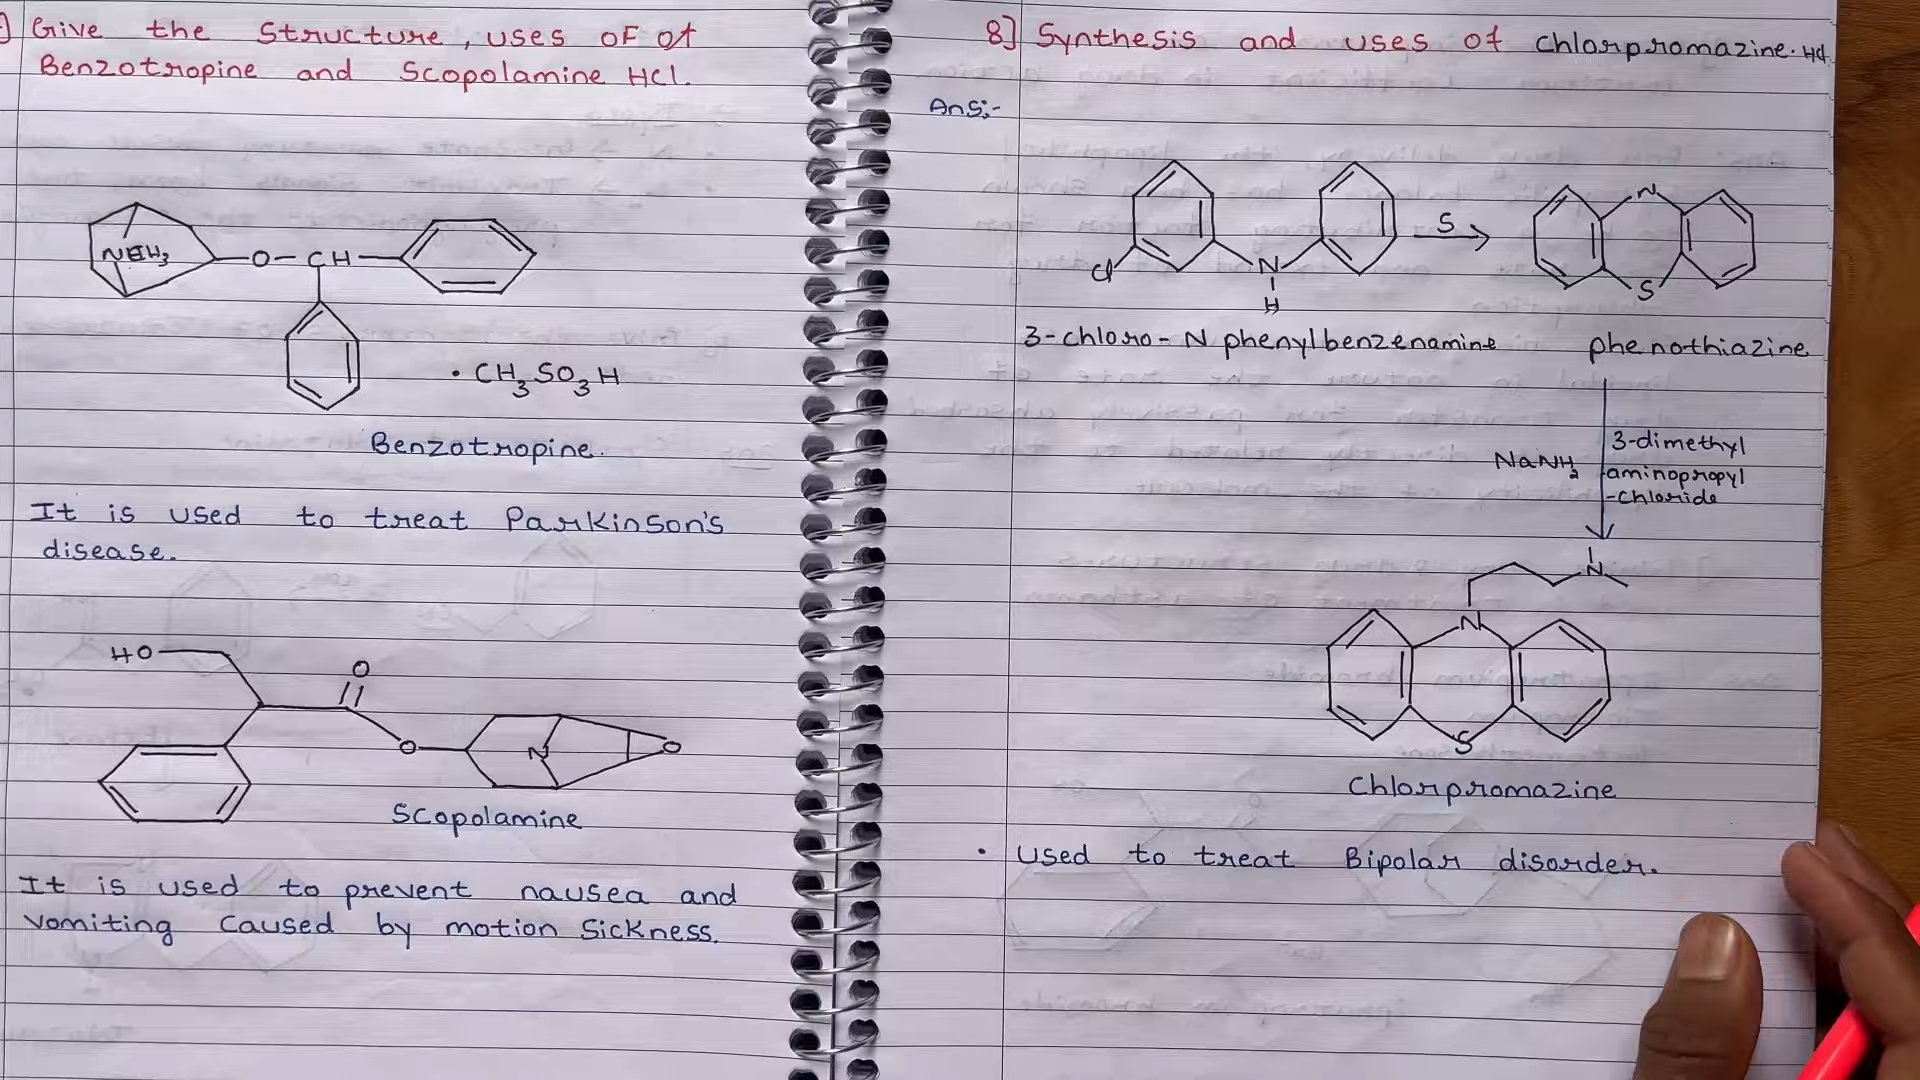 ] Give the Structure, uses of of
Benzotropine and Scopolamine HCl.
NCH3
O-CH
· CH3SO3H
Benzotropine.
It is used to treat Parkinson's
disease.
HO
O
O
N
O
Scopolamine
It is used to prevent nausea and
vomiting caused by motion Sickness.
8] Synthesis and uses of chlorpromazine.Hcl
Ans:-
Cl
N
H
S
N
S
3-chloro-N phenylbenzenamine phenothiazine
NaNH2
3-dimethyl
aminopropyl
-chloride
N
N
S
Chlorpromazine
· Used to treat Bipolar disorder.